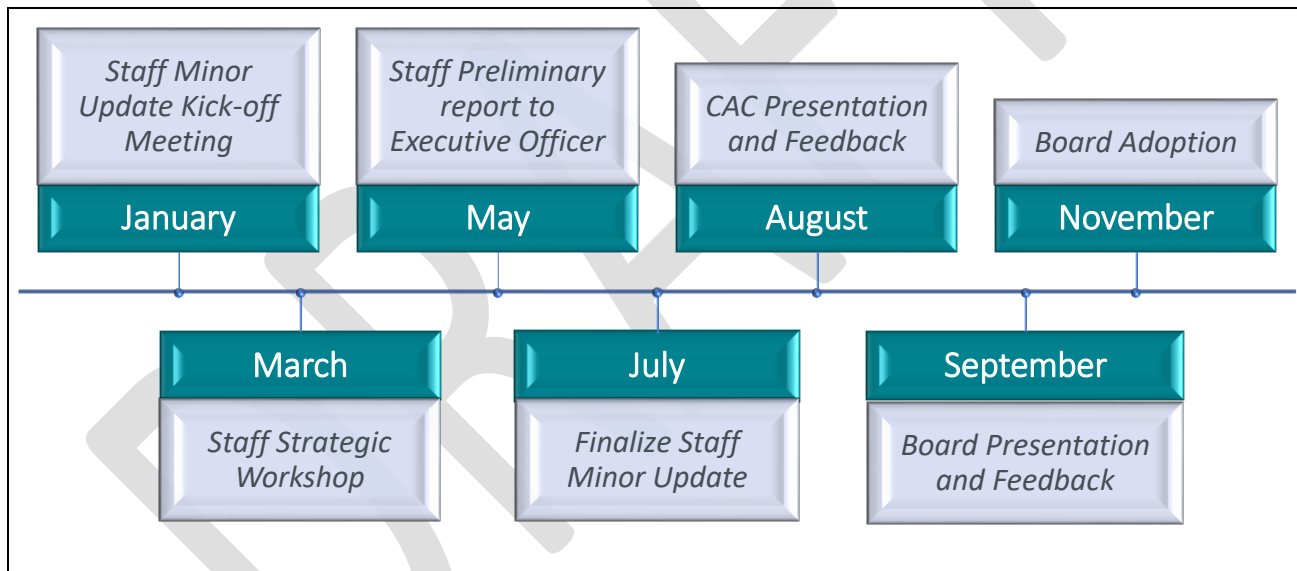 Staff Minor
Update Kick-off
Meeting
January
Staff Preliminary
report to
Executive Officer
May
CAC Presentation
and Feedback
August
Board Adoption
November
March
Staff Strategic
Workshop
July
Finalize Staff
Minor Update
September
Board Presentation
and Feedback